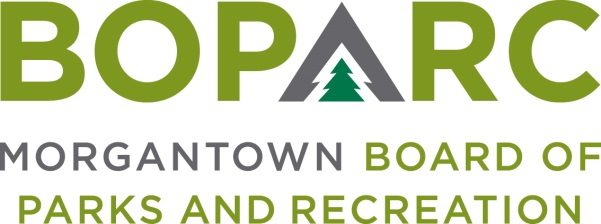 BOPARC
MORGANTOWN BOARD OF
PARKS AND RECREATION